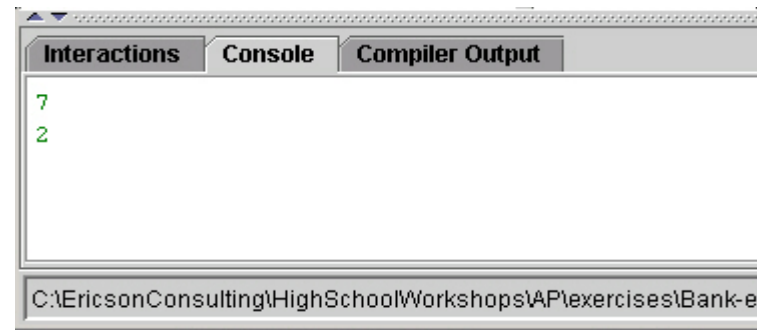 Interactions Console Compiler Output
7
2
C:\EricsonConsulting\HighSchoolWorkshops\AP\exercises\Bank-e